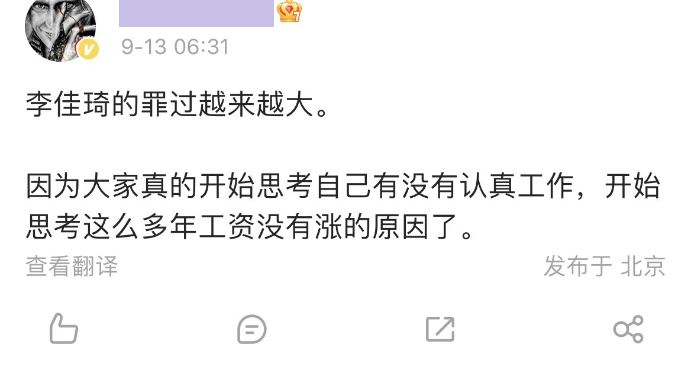 9-13 06:31
李佳琦的罪过越来越大。
因为大家真的开始思考自己有没有认真工作，开始
思考这么多年工资没有涨的原因了。
查看翻译
发布于 北京